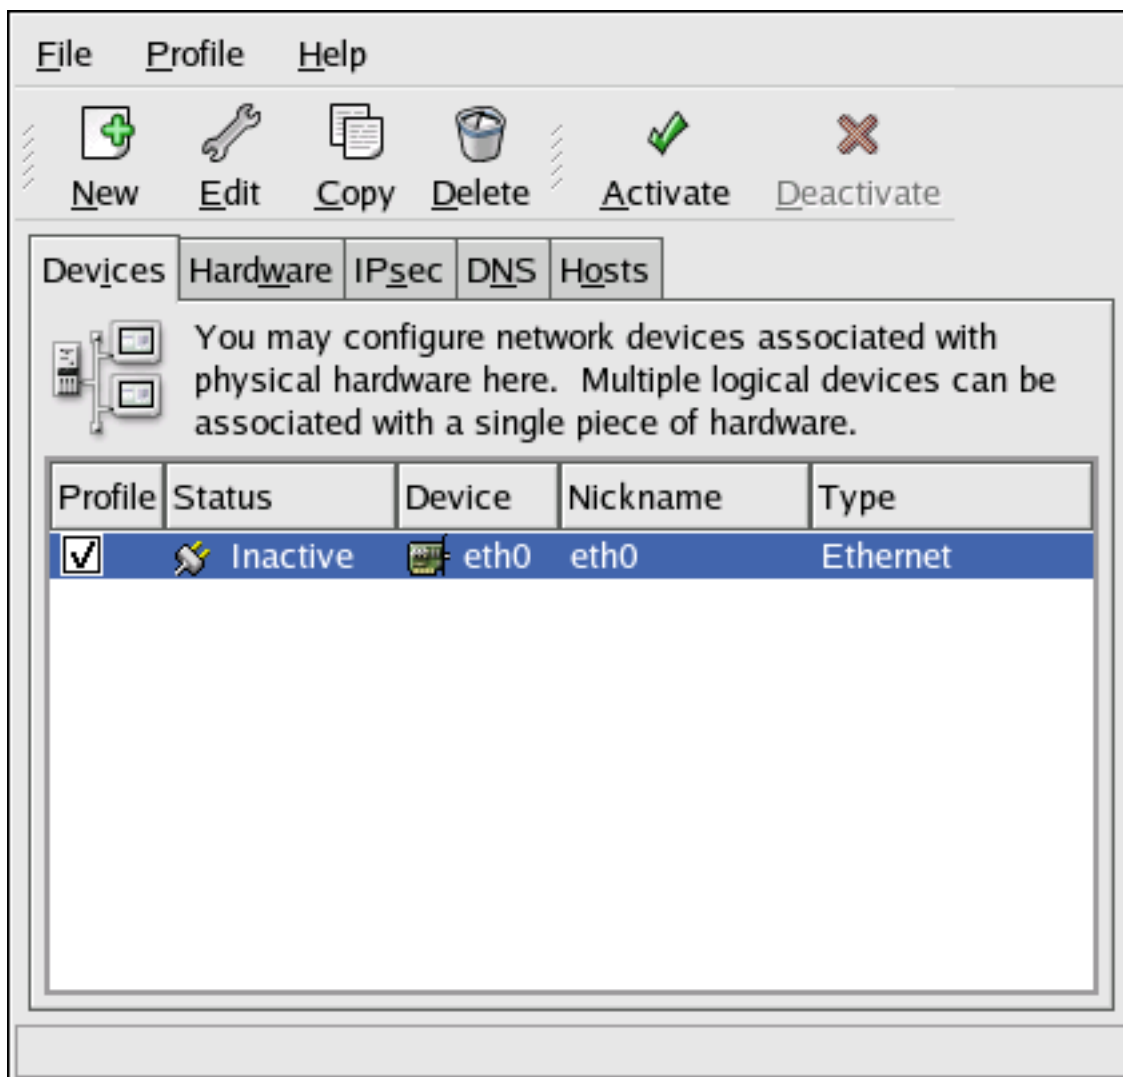 File Profile Help
New Edit Copy Delete Activate Deactivate
Devices Hardware IPsec DNS Hosts
You may configure network devices associated with
physical hardware here.  Multiple logical devices can be
associated with a single piece of hardware.
Profile Status Device Nickname Type
Inactive eth0 eth0 Ethernet